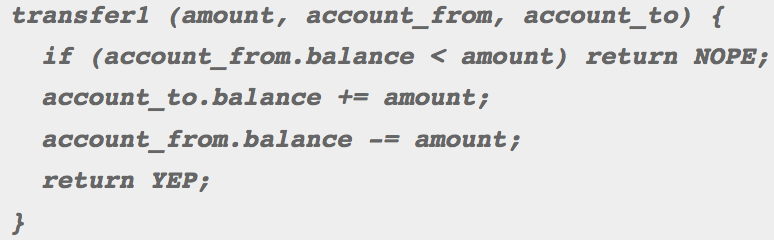 transfer1 (amount, account_from, account_to) {
  if (account_from.balance < amount) return NOPE;
  account_to.balance += amount;
  account_from.balance -= amount;
  return YEP;
}